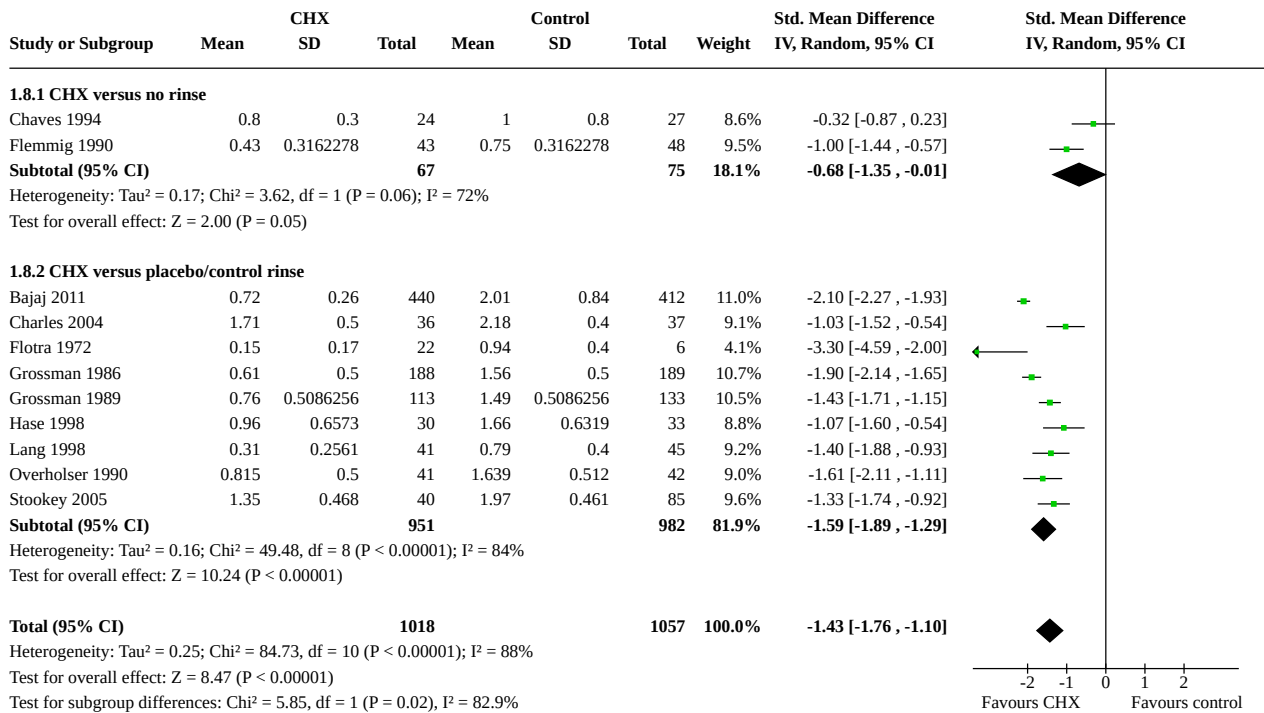 CHX Control Std. Mean Difference Std. Mean Difference
Study or Subgroup Mean SD Total Mean SD Total Weight IV, Random, 95% CI IV, Random, 95% CI
1.8.1 CHX versus no rinse
Chaves 1994 0.8 0.3 24 1 0.8 27 8.6% -0.32 [-0.87 , 0.23]
Flemmig 1990 0.43 0.3162278 43 0.75 0.3162278 48 9.5% -1.00 [-1.44 , -0.57]
Subtotal (95% CI) 67 75 18.1% -0.68 [-1.35 , -0.01]
Heterogeneity: Tau² = 0.17; Chi² = 3.62, df = 1 (P = 0.06); I² = 72%
Test for overall effect: Z = 2.00 (P = 0.05)
1.8.2 CHX versus placebo/control rinse
Bajaj 2011 0.72 0.26 440 2.01 0.84 412 11.0% -2.10 [-2.27 , -1.93]
Charles 2004 1.71 0.5 36 2.18 0.4 37 9.1% -1.03 [-1.52 , -0.54]
Flotra 1972 0.15 0.17 22 0.94 0.4 6 4.1% -3.30 [-4.59 , -2.00]
Grossman 1986 0.61 0.5 188 1.56 0.5 189 10.7% -1.90 [-2.14 , -1.65]
Grossman 1989 0.76 0.5086256 113 1.49 0.5086256 133 10.5% -1.43 [-1.71 , -1.15]
Hase 1998 0.96 0.6573 30 1.66 0.6319 33 8.8% -1.07 [-1.60 , -0.54]
Lang 1998 0.31 0.2561 41 0.79 0.4 45 9.2% -1.40 [-1.88 , -0.93]
Overholser 1990 0.815 0.5 41 1.639 0.512 42 9.0% -1.61 [-2.11 , -1.11]
Stookey 2005 1.35 0.468 40 1.97 0.461 85 9.6% -1.33 [-1.74 , -0.92]
Subtotal (95% CI) 951 982 81.9% -1.59 [-1.89 , -1.29]
Heterogeneity: Tau² = 0.16; Chi² = 49.48, df = 8 (P < 0.00001); I² = 84%
Test for overall effect: Z = 10.24 (P < 0.00001)
Total (95% CI) 1018 1057 100.0% -1.43 [-1.76 , -1.10]
Heterogeneity: Tau² = 0.25; Chi² = 84.73, df = 10 (P < 0.00001); I² = 88%
Test for overall effect: Z = 8.47 (P < 0.00001)
Test for subgroup differences: Chi² = 5.85, df = 1 (P = 0.02), I² = 82.9%
-2 -1 0 1 2
Favours CHX Favours control